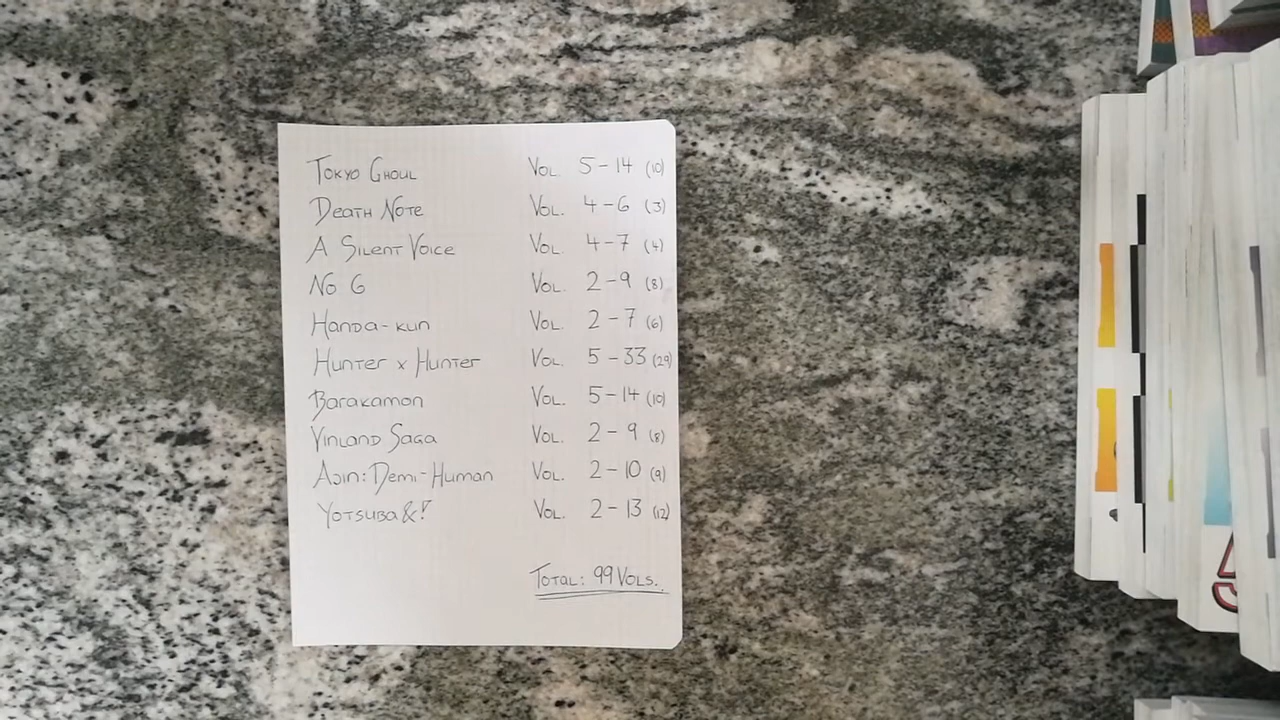 Tokyo Ghoul Vol. 5-14 (10)
Death Note Vol. 4-6 (3)
A Silent Voice Vol. 4-7 (4)
No 6 Vol. 2-9 (8)
Handa-kun Vol. 2-7 (6)
Hunter x Hunter Vol. 5-33 (29)
Barakamon Vol. 5-14 (10)
Vinland Saga Vol. 2-9 (8)
Ajin: Demi-Human Vol. 2-10 (9)
Yotsuba&! Vol. 2-13 (12)
Total: 99 Vols.